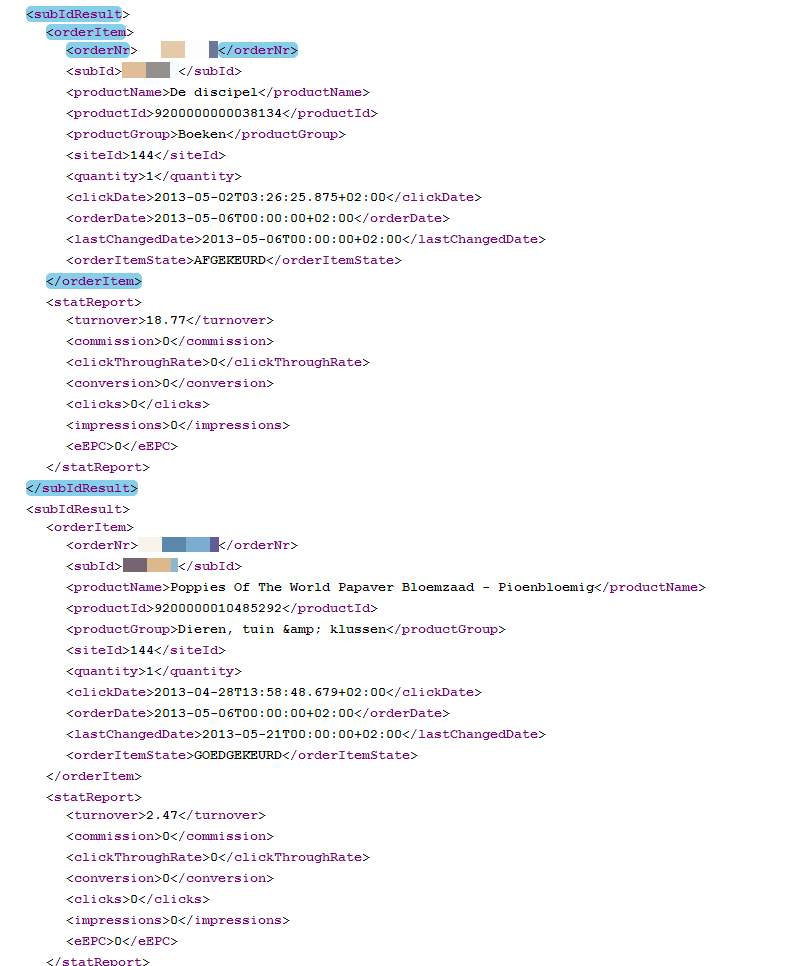 <subIdResult>
<orderItem>
<orderNr> </orderNr>
<subId> </subId>
<productName>De discipel</productName>
<productId>9200000000038134</productId>
<productGroup>Boeken</productGroup>
<siteId>144</siteId>
<quantity>1</quantity>
<clickDate>2013-05-02T03:26:25.875+02:00</clickDate>
<orderDate>2013-05-06T00:00:00+02:00</orderDate>
<lastChangedDate>2013-05-06T00:00:00+02:00</lastChangedDate>
<orderItemState>AFGEKEURD</orderItemState>
</orderItem>
<statReport>
<turnover>18.77</turnover>
<commission>0</commission>
<clickThroughRate>0</clickThroughRate>
<conversion>0</conversion>
<clicks>0</clicks>
<impressions>0</impressions>
<eEPC>0</eEPC>
</statReport>
</subIdResult>
<subIdResult>
<orderItem>
<orderNr> </orderNr>
<subId> </subId>
<productName>Poppies Of The World Papaver Bloemzaad - Pioenbloemig</productName>
<productId>9200000010485292</productId>
<productGroup>Dieren, tuin &amp; klussen</productGroup>
<siteId>144</siteId>
<quantity>1</quantity>
<clickDate>2013-04-28T13:58:48.679+02:00</clickDate>
<orderDate>2013-05-06T00:00:00+02:00</orderDate>
<lastChangedDate>2013-05-21T00:00:00+02:00</lastChangedDate>
<orderItemState>GOEDGEKEURD</orderItemState>
</orderItem>
<statReport>
<turnover>2.47</turnover>
<commission>0</commission>
<clickThroughRate>0</clickThroughRate>
<conversion>0</conversion>
<clicks>0</clicks>
<impressions>0</impressions>
<eEPC>0</eEPC>
</statReport>